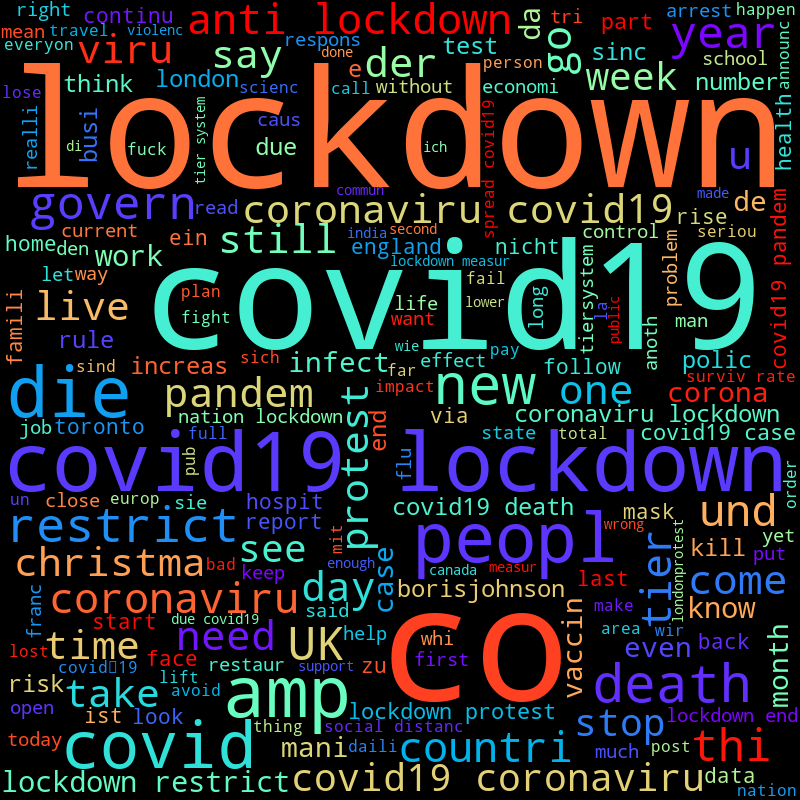 right
continu
anti lockdown
da
tri
part
arrest
happen
mean
travel
violenc
everyon
viru
say
respons
done
der
e
go
test
sinc
person
year
school
announc
lose
think
london
scienc
call
without
economi
week
number
lockdown
realli
busi
tier system
caus
di
fuck
due
ich
spread covid19
u
health
govern
read
commun
made
coronaviru covid19
rise
de
home
den
current
ein
still
india
second
england
nicht
control
seriou
work
lockdown measur
let
way
plan
covid19
fail
lower
long
tiersystem
problem
la
public
man
covid19 pandem
famili
live
fight
life
want
rule
sich
wie
pay
anoth
polic
sind
increas
infect
effect
follow
surviv rate
die
far
impact
pandem
new
one
corona
protest
end
nation lockdown
via
coronaviru lockdown
job
toronto
full
state
total
covid19 case
pub
flu
covid19 lockdown
un
close
europ
sie
hospit
order
restrict
report
covid19 death
mask
und
peopl
wrong
yet
mit
see
kill
put
christma
bad
enough
case
canada
measur
tier
londonprotest
keep
day
borisjohnson
last
come
franc
coronaviru
said
vaccin
make
know
start
due covid19
need
co
area
wir
lost
time
UK
help
whi
even
back
month
covid 19
face
restaur
support
zu
first
risk
lift
avoid
take
amp
death
open
ist
look
thing
social distanc
lockdown protest
stop
lockdown end
today
covid
mani
daili
countri
much
post
thi
lockdown restrict
covid19 coronaviru
data
nation